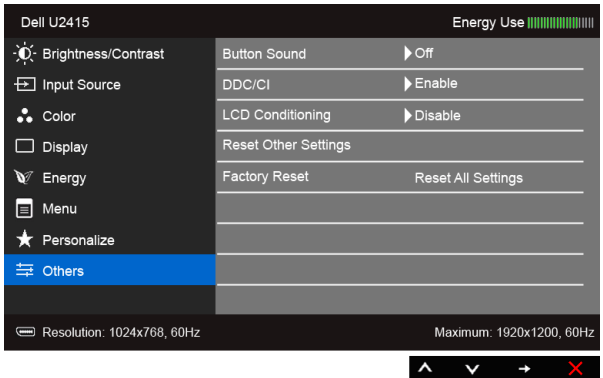 Dell U2415 Energy Use
Brightness/Contrast Button Sound Off
Input Source DDC/CI Enable
Color LCD Conditioning Disable
Display Reset Other Settings
Energy Factory Reset Reset All Settings
Menu
Personalize
Others
Resolution: 1024x768, 60Hz Maximum: 1920x1200, 60Hz